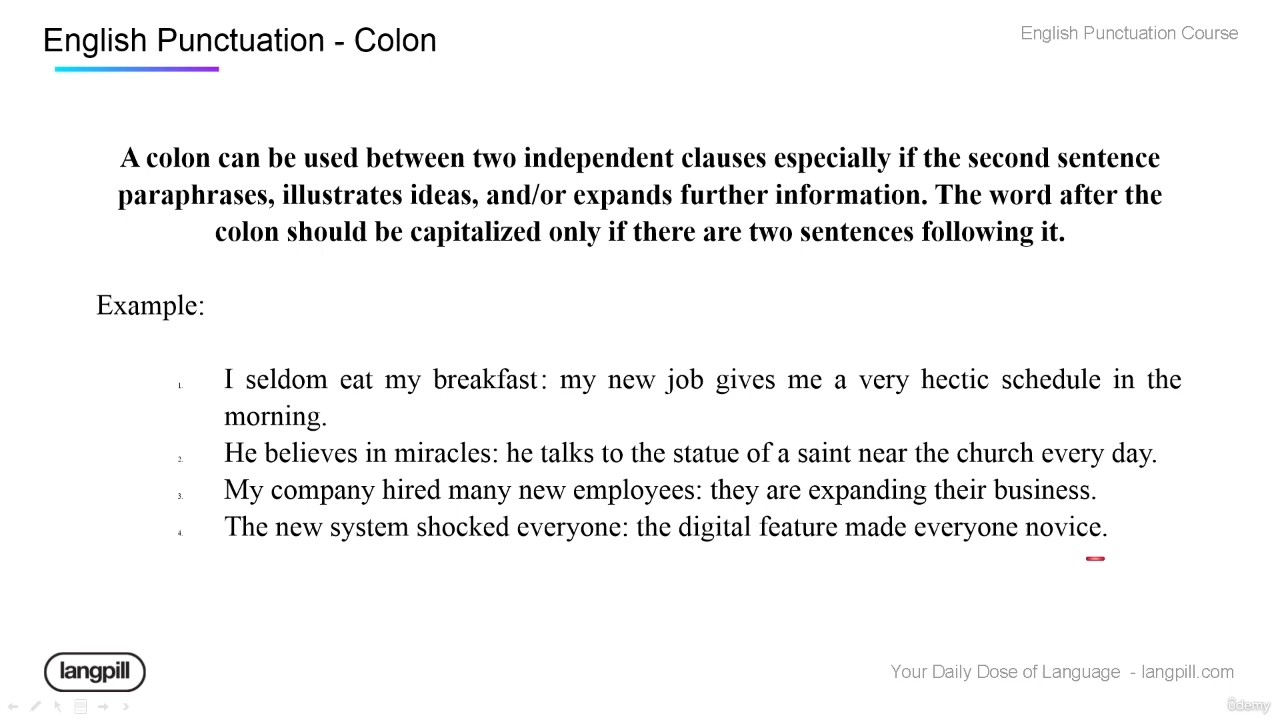 English Punctuation - Colon
English Punctuation Course
A colon can be used between two independent clauses especially if the second sentence
paraphrases, illustrates ideas, and/or expands further information. The word after the
colon should be capitalized only if there are two sentences following it.
Example:
1. I seldom eat my breakfast: my new job gives me a very hectic schedule in the
morning.
2. He believes in miracles: he talks to the statue of a saint near the church every day.
3. My company hired many new employees: they are expanding their business.
4. The new system shocked everyone: the digital feature made everyone novice.
langpill
Your Daily Dose of Language - langpill.com
ûdemy